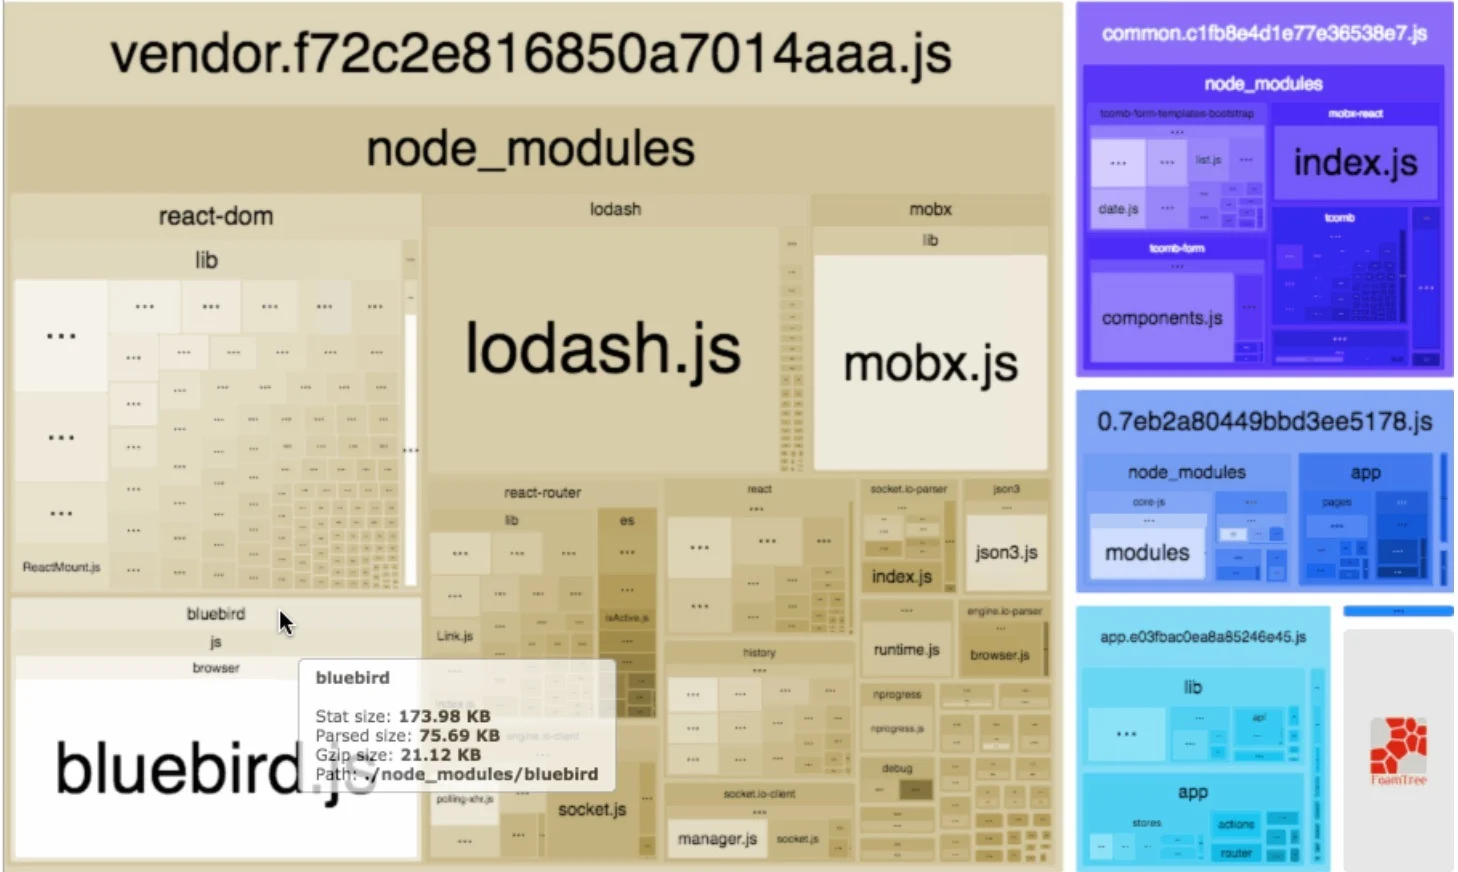 vendor.f72c2e816850a7014aaa.js
node_modules
react-dom
lib
ReactMount.js
bluebird
js
browser
bluebird.js
lodash
lodash.js
mobx
lib
mobx.js
react-router
lib
es
isActive.js
Link.js
index.js
engine.io-client
polling-xhr.js
socket.js
react
history
socket.io-client
manager.js
socket.js
socket.io-parser
index.js
json3
json3.js
runtime.js
engine.io-parser
browser.js
nprogress
nprogress.js
debug
bluebird
Stat size: 173.98 KB
Parsed size: 75.69 KB
Gzip size: 21.12 KB
Path: ./node_modules/bluebird
common.c1fb8e4d1e77e36538e7.js
node_modules
tcomb-form-templates-bootstrap
list.js
date.js
mobx-react
index.js
tcomb-form
components.js
tcomb
0.7eb2a80449bbd3ee5178.js
node_modules
core-js
modules
app
pages
app.e03fbac0ea8a85246e45.js
lib
api
app
stores
actions
router
FoamTree